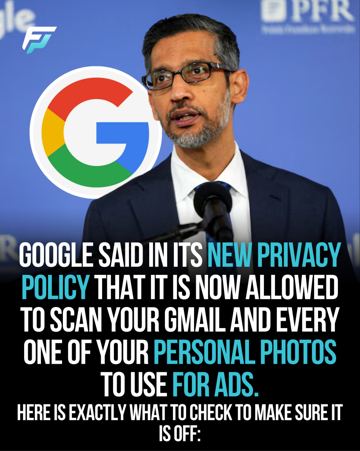 gle
PFR
GOOGLE SAID IN ITS NEW PRIVACY
POLICY THAT IT IS NOW ALLOWED
TO SCAN YOUR GMAIL AND EVERY
ONE OF YOUR PERSONAL PHOTOS
TO USE FOR ADS.
HERE IS EXACTLY WHAT TO CHECK TO MAKE SURE IT
IS OFF: